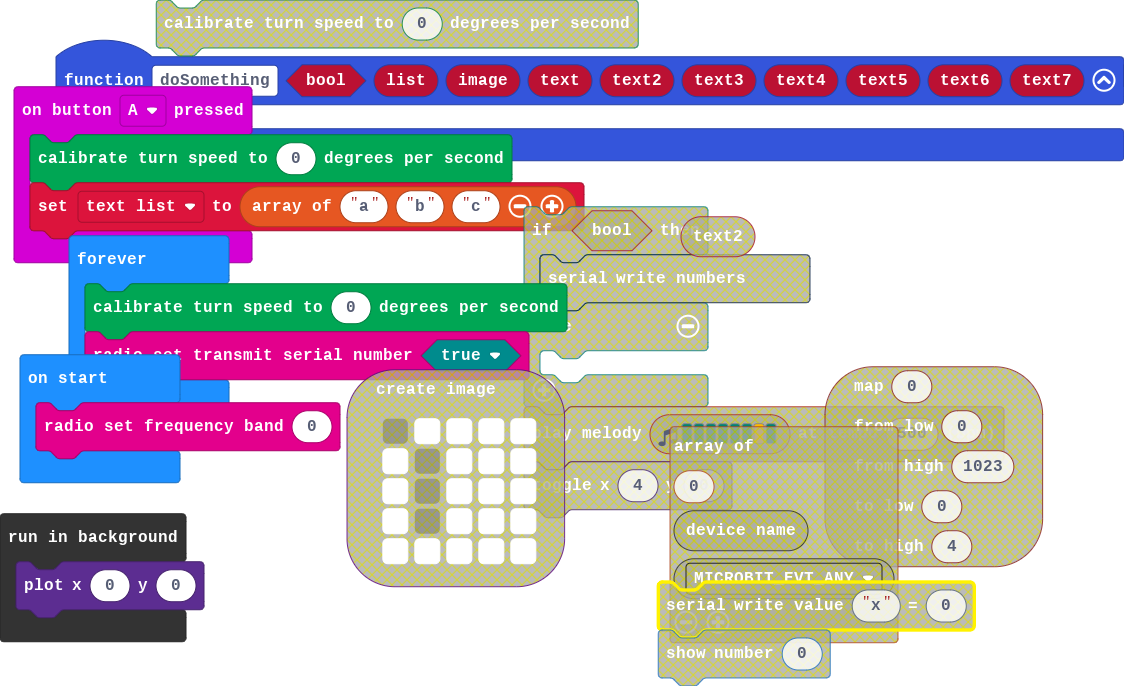 calibrate turn speed to 0 degrees per second
function doSomething bool list image text text2 text3 text4 text5 text6 text7
on button A pressed
calibrate turn speed to 0 degrees per second
set text list to array of "a" "b" "c"
if bool the
text2
serial write numbers
forever
calibrate turn speed to 0 degrees per second
radio set transmit serial number true
on start
radio set frequency band 0
create image
map 0
from low 0
from high 1023
to low 0
to high 4
play melody at
array of
toggle x 4 y
0
device name
MICROBIT_EVT_ANY
run in background
plot x 0 y 0
serial write value "x" = 0
show number 0